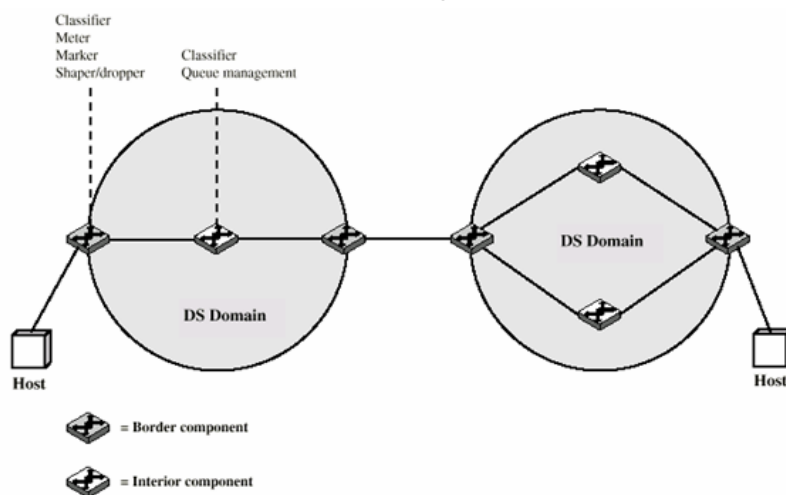 Classifier
Meter
Marker
Shaper/dropper
Classifier
Queue management
DS Domain
DS Domain
Host
Host
= Border component
= Interior component